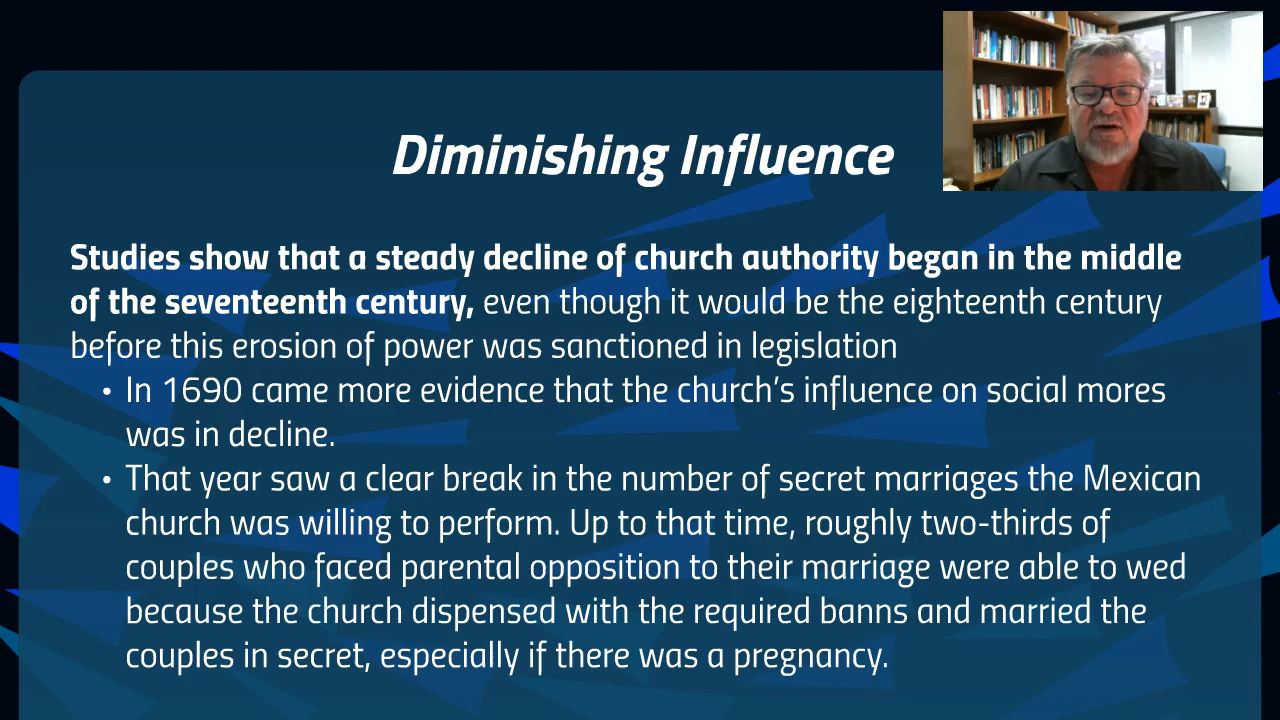 Diminishing Influence
Studies show that a steady decline of church authority began in the middle
of the seventeenth century, even though it would be the eighteenth century
before this erosion of power was sanctioned in legislation
• In 1690 came more evidence that the church’s influence on social mores
was in decline.
• That year saw a clear break in the number of secret marriages the Mexican
church was willing to perform. Up to that time, roughly two-thirds of
couples who faced parental opposition to their marriage were able to wed
because the church dispensed with the required banns and married the
couples in secret, especially if there was a pregnancy.